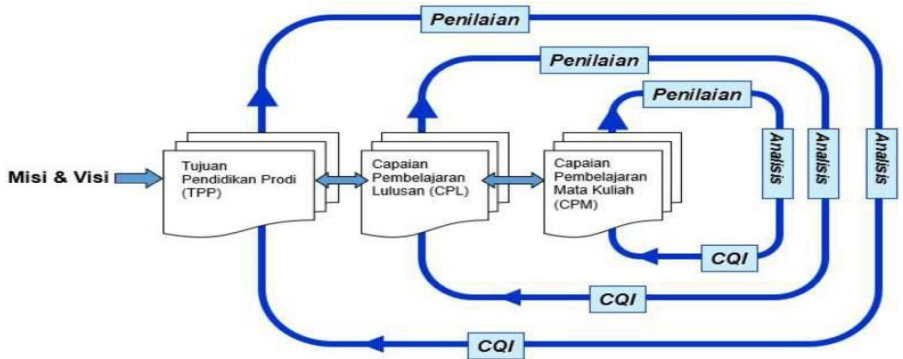 Penilaian
Penilaian
Penilaian
Misi & Visi
Tujuan
Pendidikan Prodi
(TPP)
Capaian
Pembelajaran
Lulusan (CPL)
Capaian
Pembelajaran
Mata Kuliah
(CPM)
Analisis
Analisis
Analisis
CQI
CQI
CQI